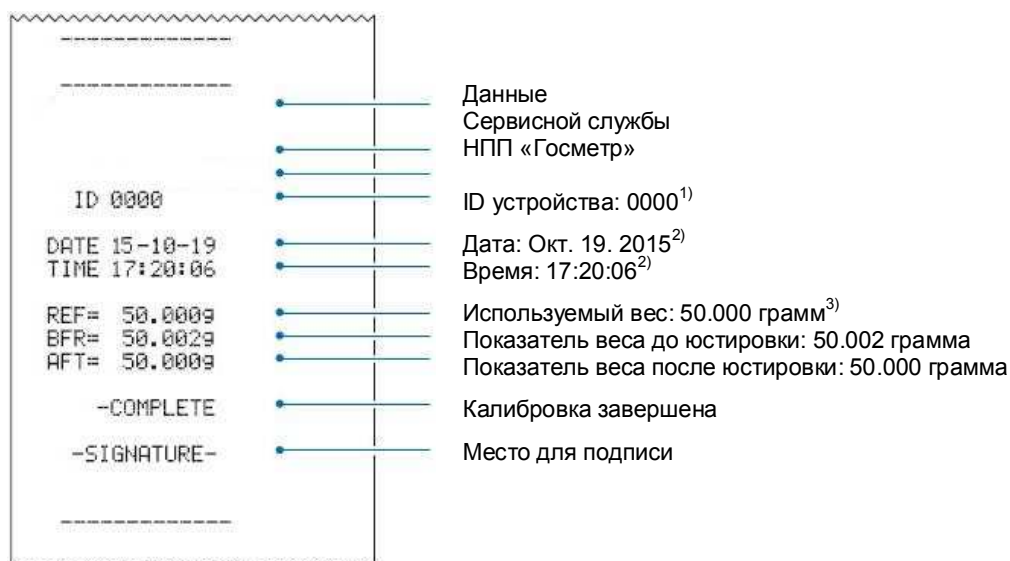 -------------
-------------
Данные
Сервисной службы
НПП «Госметр»
ID 0000
ID устройства: 0000¹⁾
DATE 15-10-19
Дата: Окт. 19. 2015²⁾
TIME 17:20:06
Время: 17:20:06²⁾
REF= 50.000g
Используемый вес: 50.000 грамм³⁾
BFR= 50.002g
Показатель веса до юстировки: 50.002 грамма
AFT= 50.000g
Показатель веса после юстировки: 50.000 грамма
-COMPLETE
Калибровка завершена
-SIGNATURE-
Место для подписи
-------------